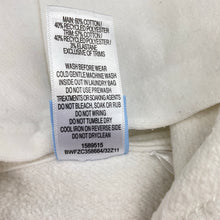 MAIN: 60% COTTON /
40% RECYCLED POLYESTER
TRIM: 57% COTTON /
40% RECYCLED POLYESTER /
3% ELASTANE
EXCLUSIVE OF TRIMS
WASH BEFORE WEAR
COLD GENTLE MACHINE WASH
INSIDE OUT IN LAUNDRY BAG
DO NOT USE PREWASH
TREATMENTS OR SOAKING AGENTS
DO NOT BLEACH, SOAK OR RUB
DO NOT WRING
DO NOT TUMBLE DRY
COOL IRON ON REVERSE SIDE
DO NOT DRYCLEAN
1589515